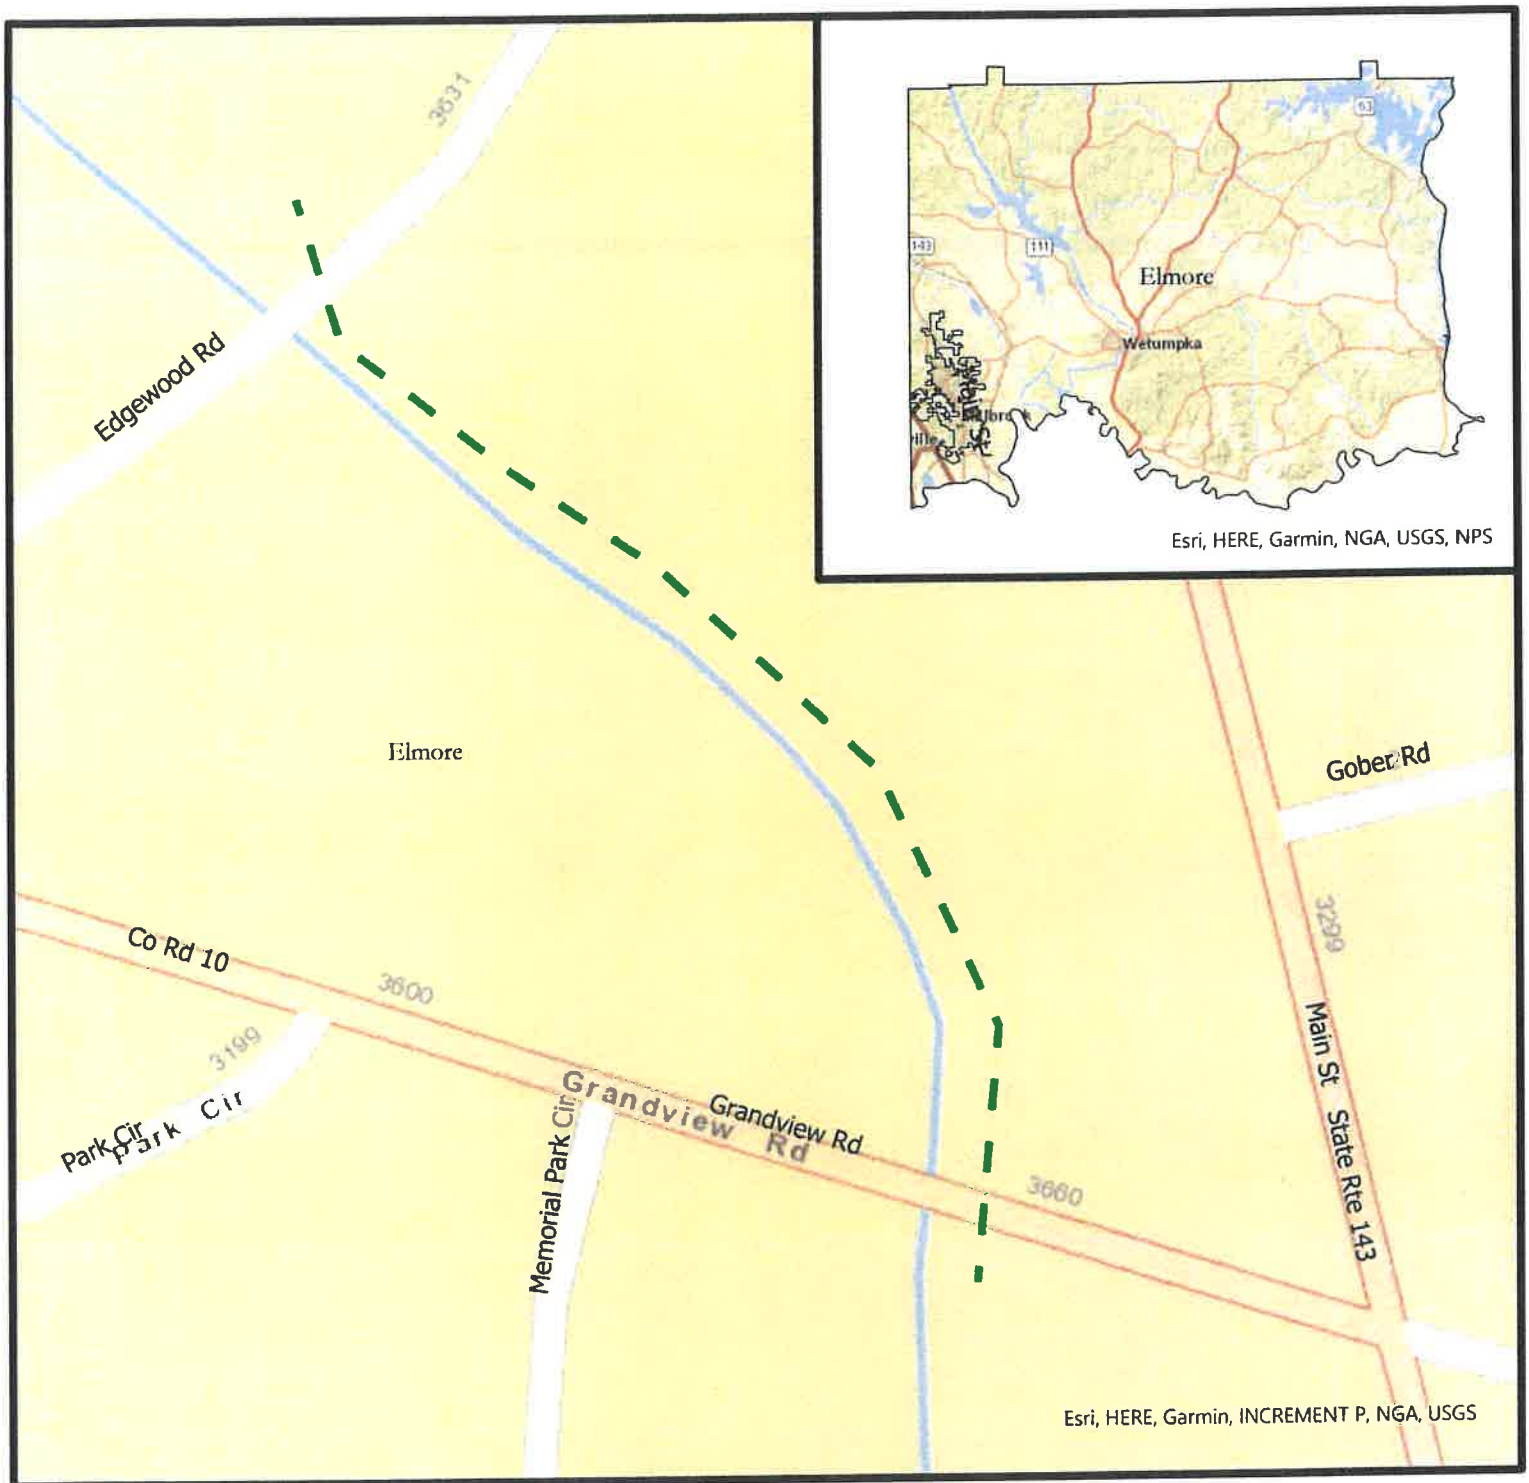 3631
63
143
111
Elmore
Wetumpka
ville
Esri, HERE, Garmin, NGA, USGS, NPS
Edgewood Rd
Elmore
Gober Rd
Co Rd 10
3600
3299
3199
Main St State Rte 143
Park Cir
Park Cir
Memorial Park Cir
Grandview Rd
Grandview Rd
3660
Esri, HERE, Garmin, INCREMENT P, NGA, USGS